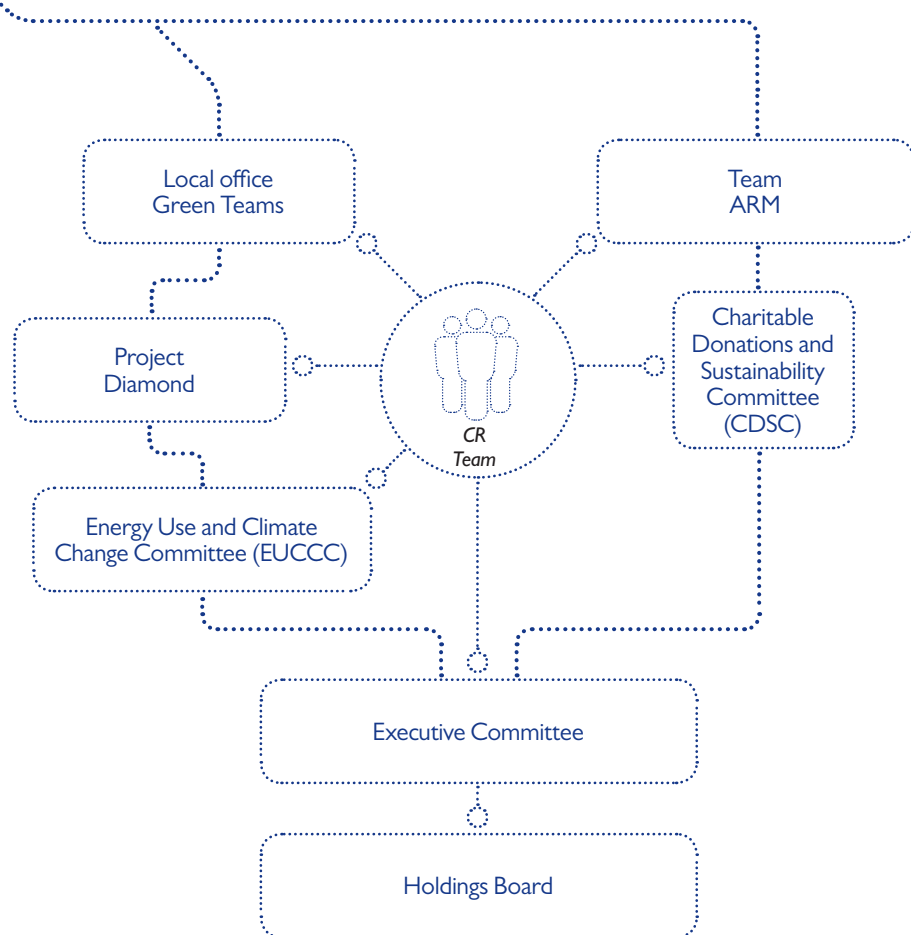 Local office
Green Teams
Team
ARM
Project
Diamond
CR
Team
Charitable
Donations and
Sustainability
Committee
(CDSC)
Energy Use and Climate
Change Committee (EUCCC)
Executive Committee
Holdings Board